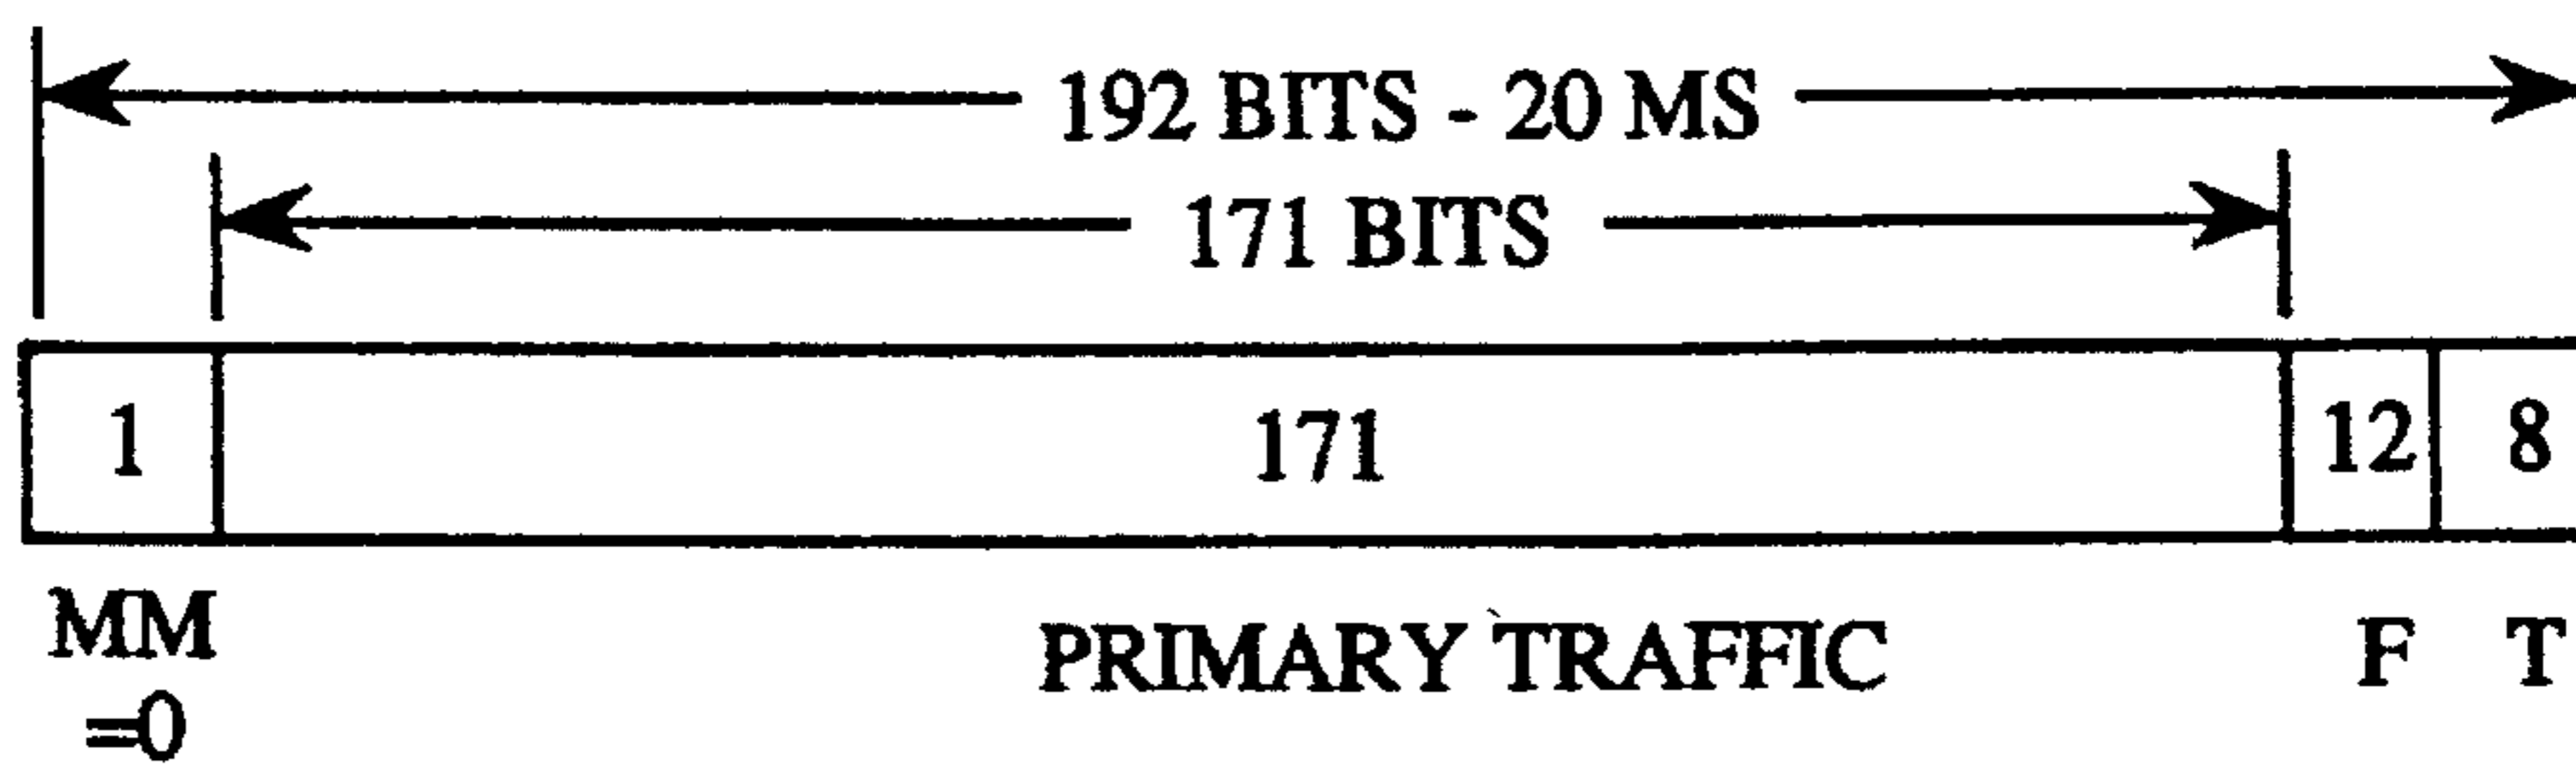 192 BITS - 20 MS
171 BITS
1 171 12 8
MM PRIMARY TRAFFIC F T
=0